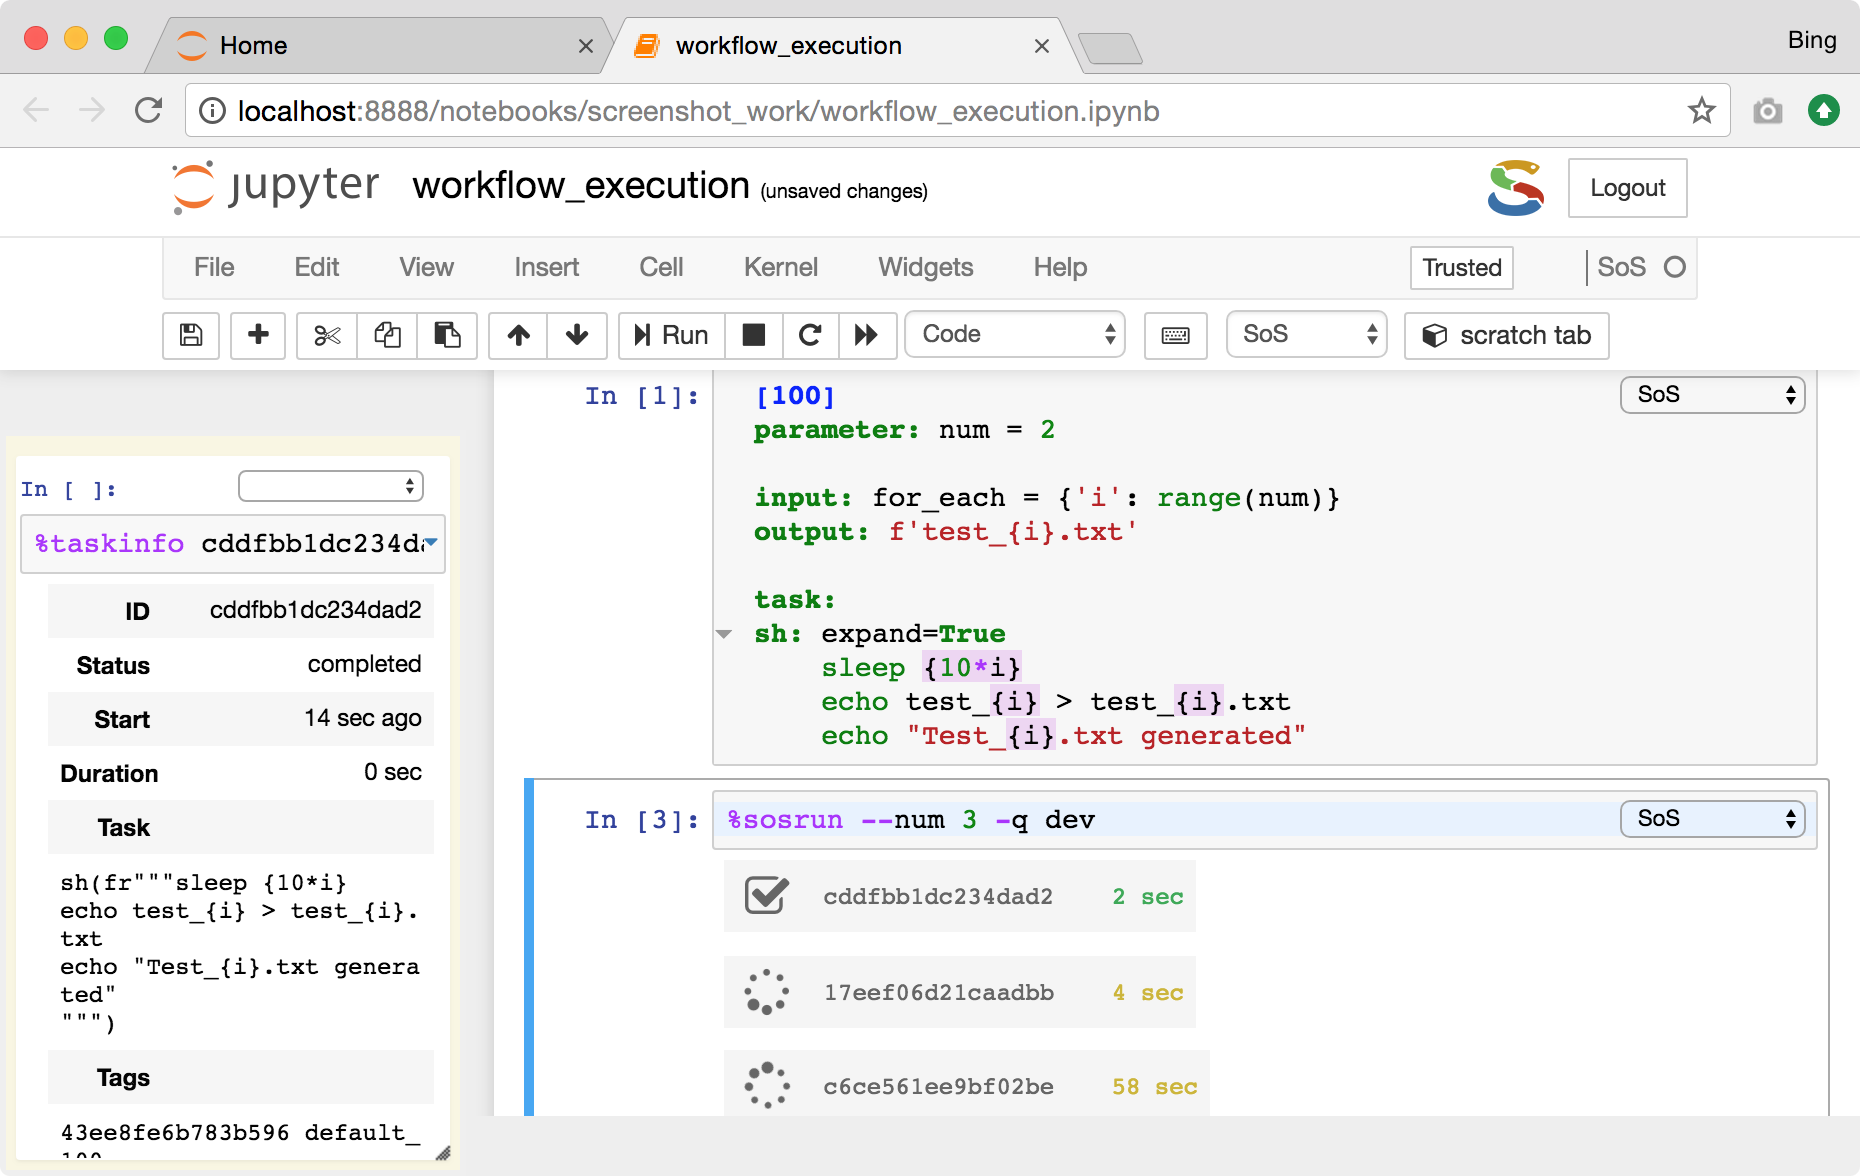 Home
workflow_execution
Bing
localhost:8888/notebooks/screenshot_work/workflow_execution.ipynb
jupyter workflow_execution (unsaved changes)
Logout
File Edit View Insert Cell Kernel Widgets Help Trusted SoS
Run Code SoS scratch tab
In [ ]:
%taskinfo cddfbb1dc234da
ID cddfbb1dc234dad2
Status completed
Start 14 sec ago
Duration 0 sec
Task
sh(fr"""sleep {10*i}
echo test_{i} > test_{i}.
txt
echo "Test_{i}.txt genera
ted"
""")
Tags
43ee8fe6b783b596 default_
100
In [1]:
[100]
SoS
parameter: num = 2
input: for_each = {'i': range(num)}
output: f'test_{i}.txt'
task:
sh: expand=True
sleep {10*i}
echo test_{i} > test_{i}.txt
echo "Test_{i}.txt generated"
In [3]:
%sosrun --num 3 -q dev
SoS
cddfbb1dc234dad2 2 sec
17eef06d21caadbb 4 sec
c6ce561ee9bf02be 58 sec